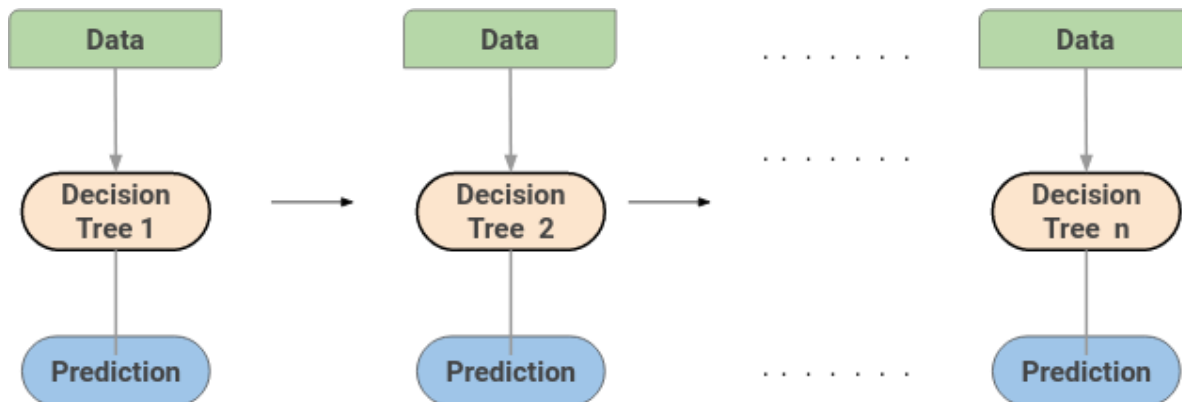 Data
Data
. . . . . . .
Data
. . . . . . .
Decision
Tree 1
Decision
Tree 2
Decision
Tree n
Prediction
Prediction
. . . . . . .
Prediction